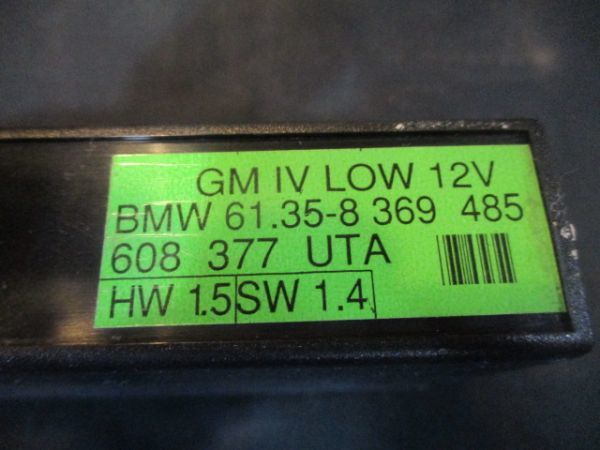 GM IV LOW 12V
BMW 61.35-8 369 485
608 377 UTA
HW 1.5 SW 1.4